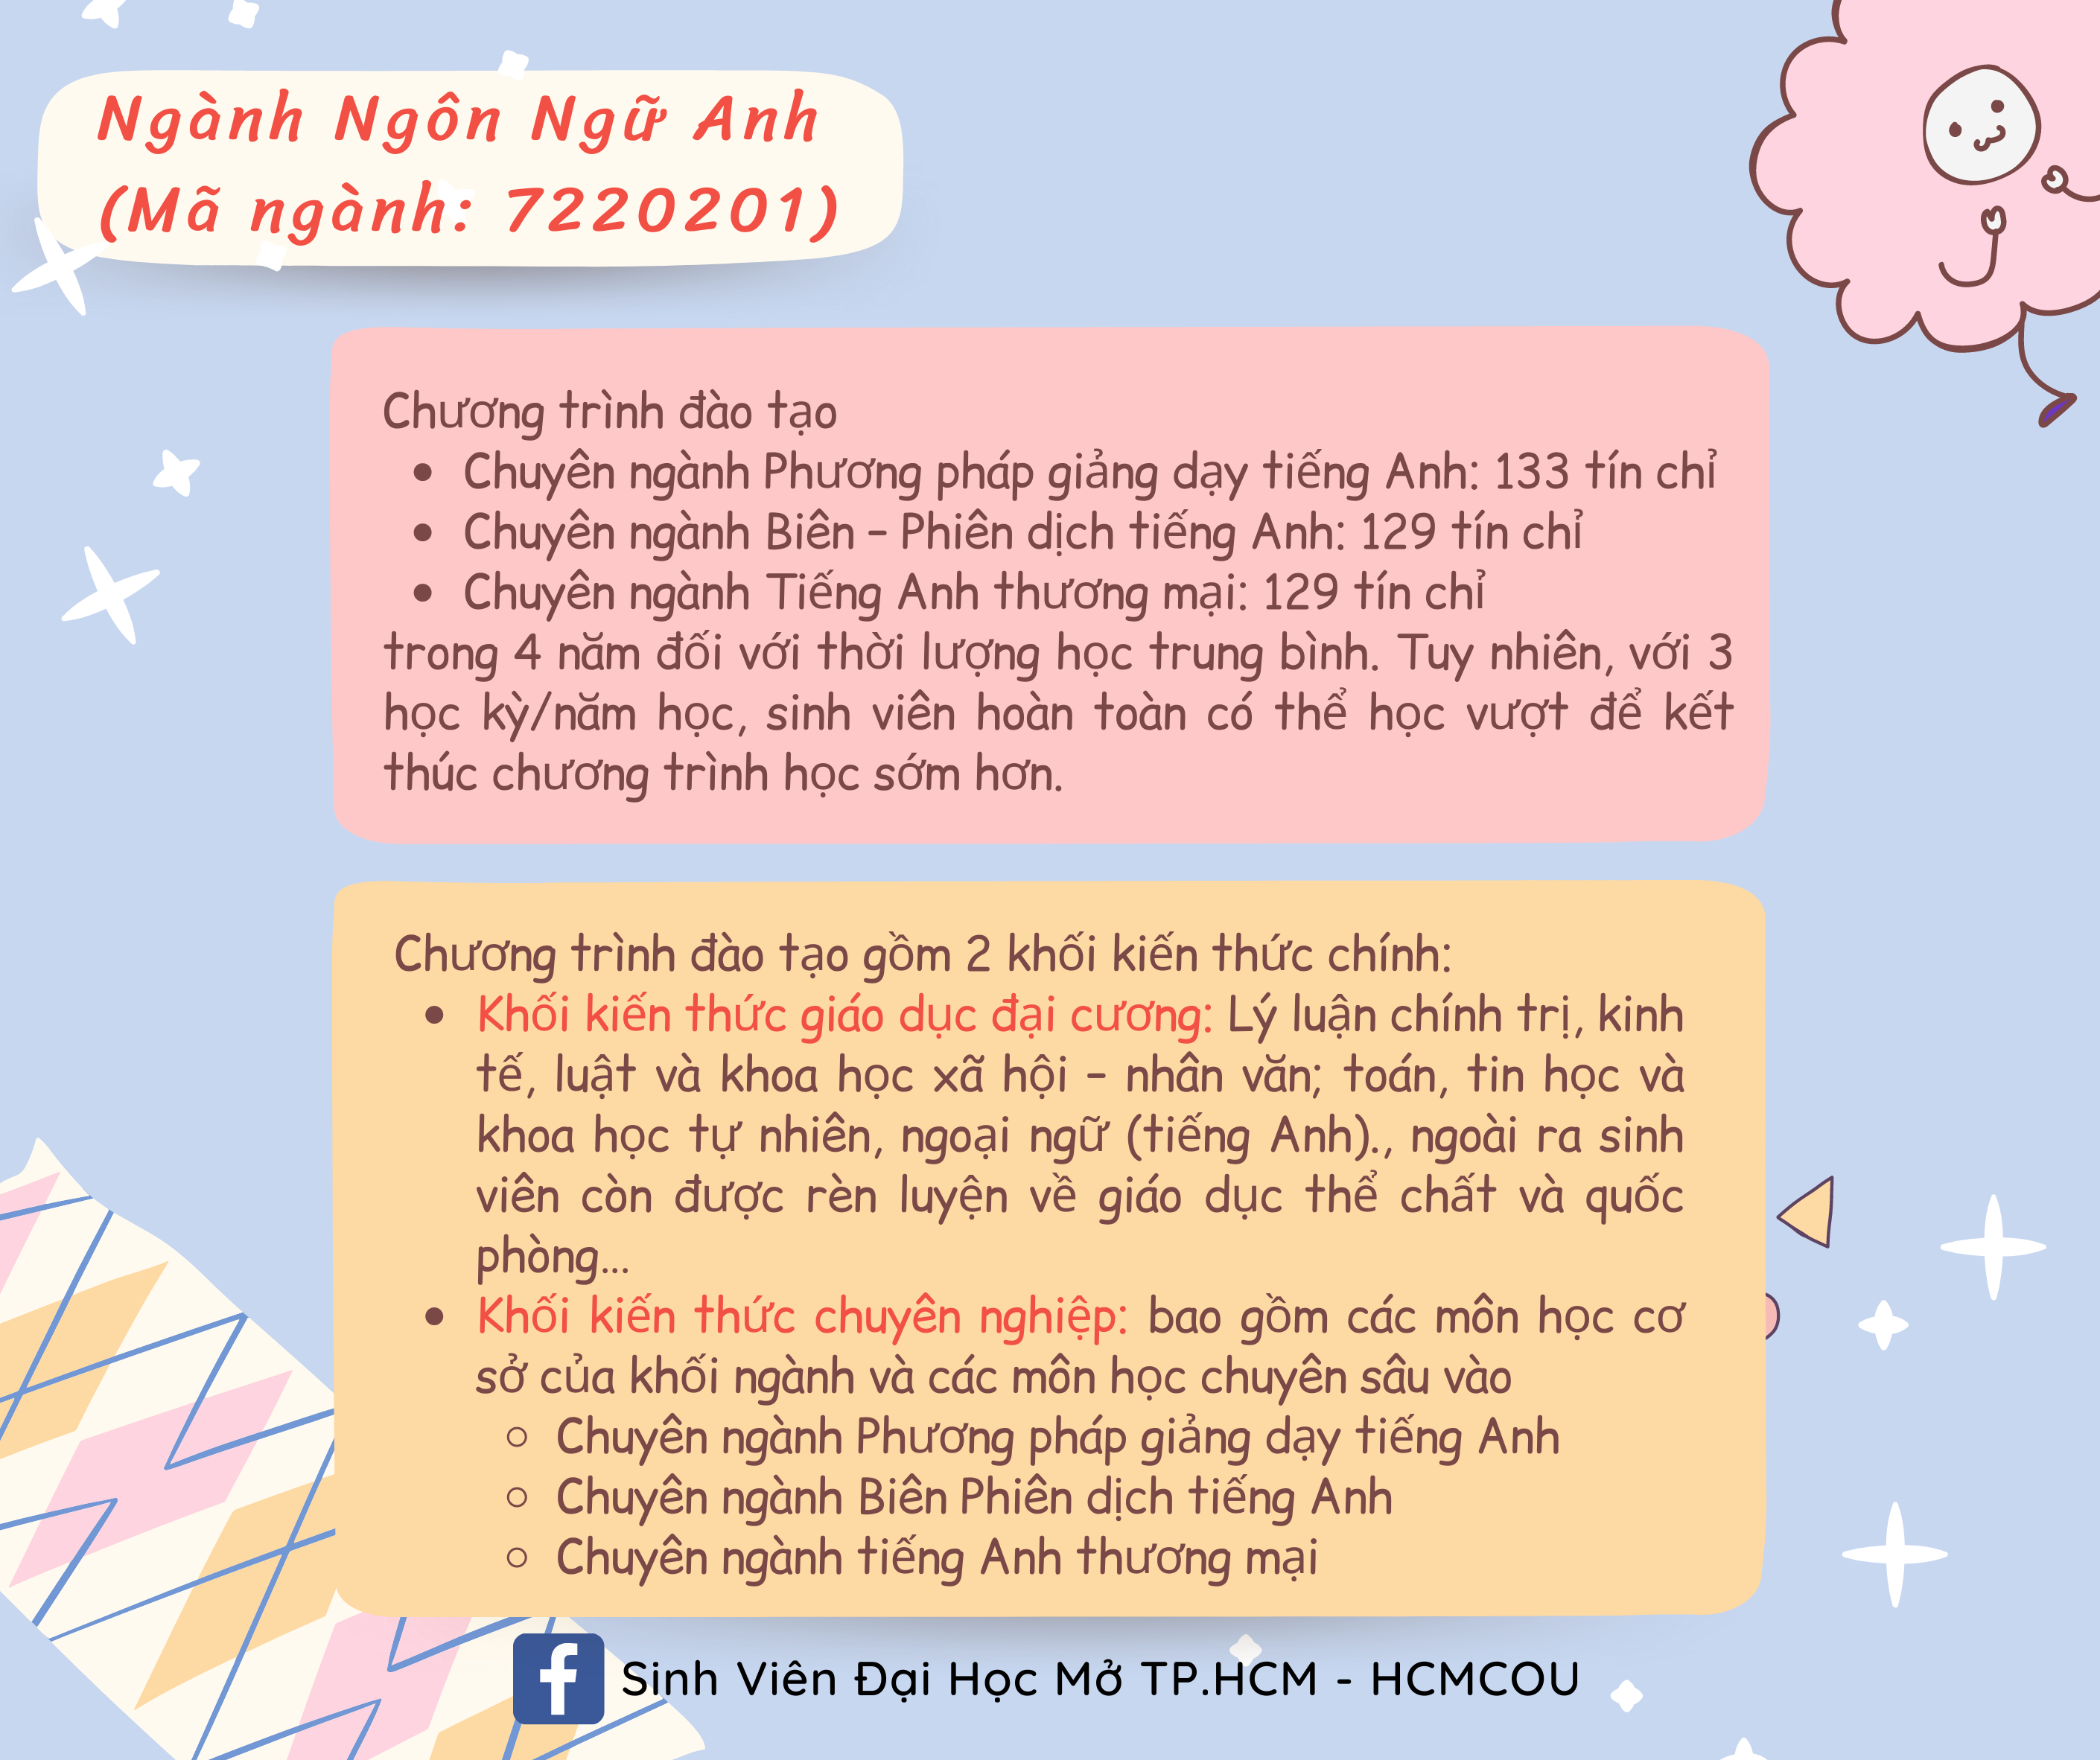 Ngành Ngôn Ngữ Anh
(Mã ngành: 7220201)
Chương trình đào tạo
• Chuyên ngành Phương pháp giảng dạy tiếng Anh: 133 tín chỉ
• Chuyên ngành Biên - Phiên dịch tiếng Anh: 129 tín chỉ
• Chuyên ngành Tiếng Anh thương mại: 129 tín chỉ
trong 4 năm đối với thời lượng học trung bình. Tuy nhiên, với 3
học kỳ/năm học, sinh viên hoàn toàn có thể học vượt để kết
thúc chương trình học sớm hơn.
Chương trình đào tạo gồm 2 khối kiến thức chính:
• Khối kiến thức giáo dục đại cương: Lý luận chính trị, kinh
tế, luật và khoa học xã hội - nhân văn; toán, tin học và
khoa học tự nhiên, ngoại ngữ (tiếng Anh)., ngoài ra sinh
viên còn được rèn luyện về giáo dục thể chất và quốc
phòng...
• Khối kiến thức chuyên nghiệp: bao gồm các môn học cơ
sở của khối ngành và các môn học chuyên sâu vào
○ Chuyên ngành Phương pháp giảng dạy tiếng Anh
○ Chuyên ngành Biên Phiên dịch tiếng Anh
○ Chuyên ngành tiếng Anh thương mại
Sinh Viên Đại Học Mở TP.HCM - HCMCOU